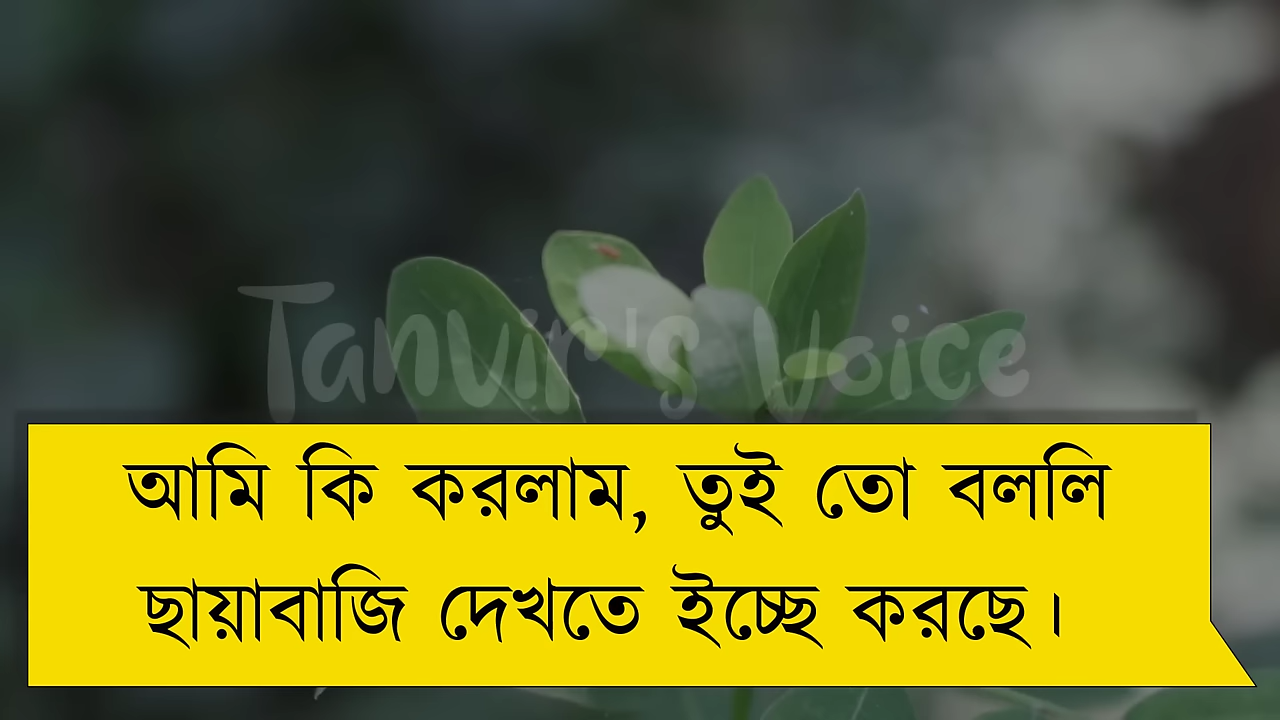 Tanvir's Voice
আমি কি করলাম, তুই তো বললি
ছায়াবাজি দেখতে ইচ্ছে করছে।